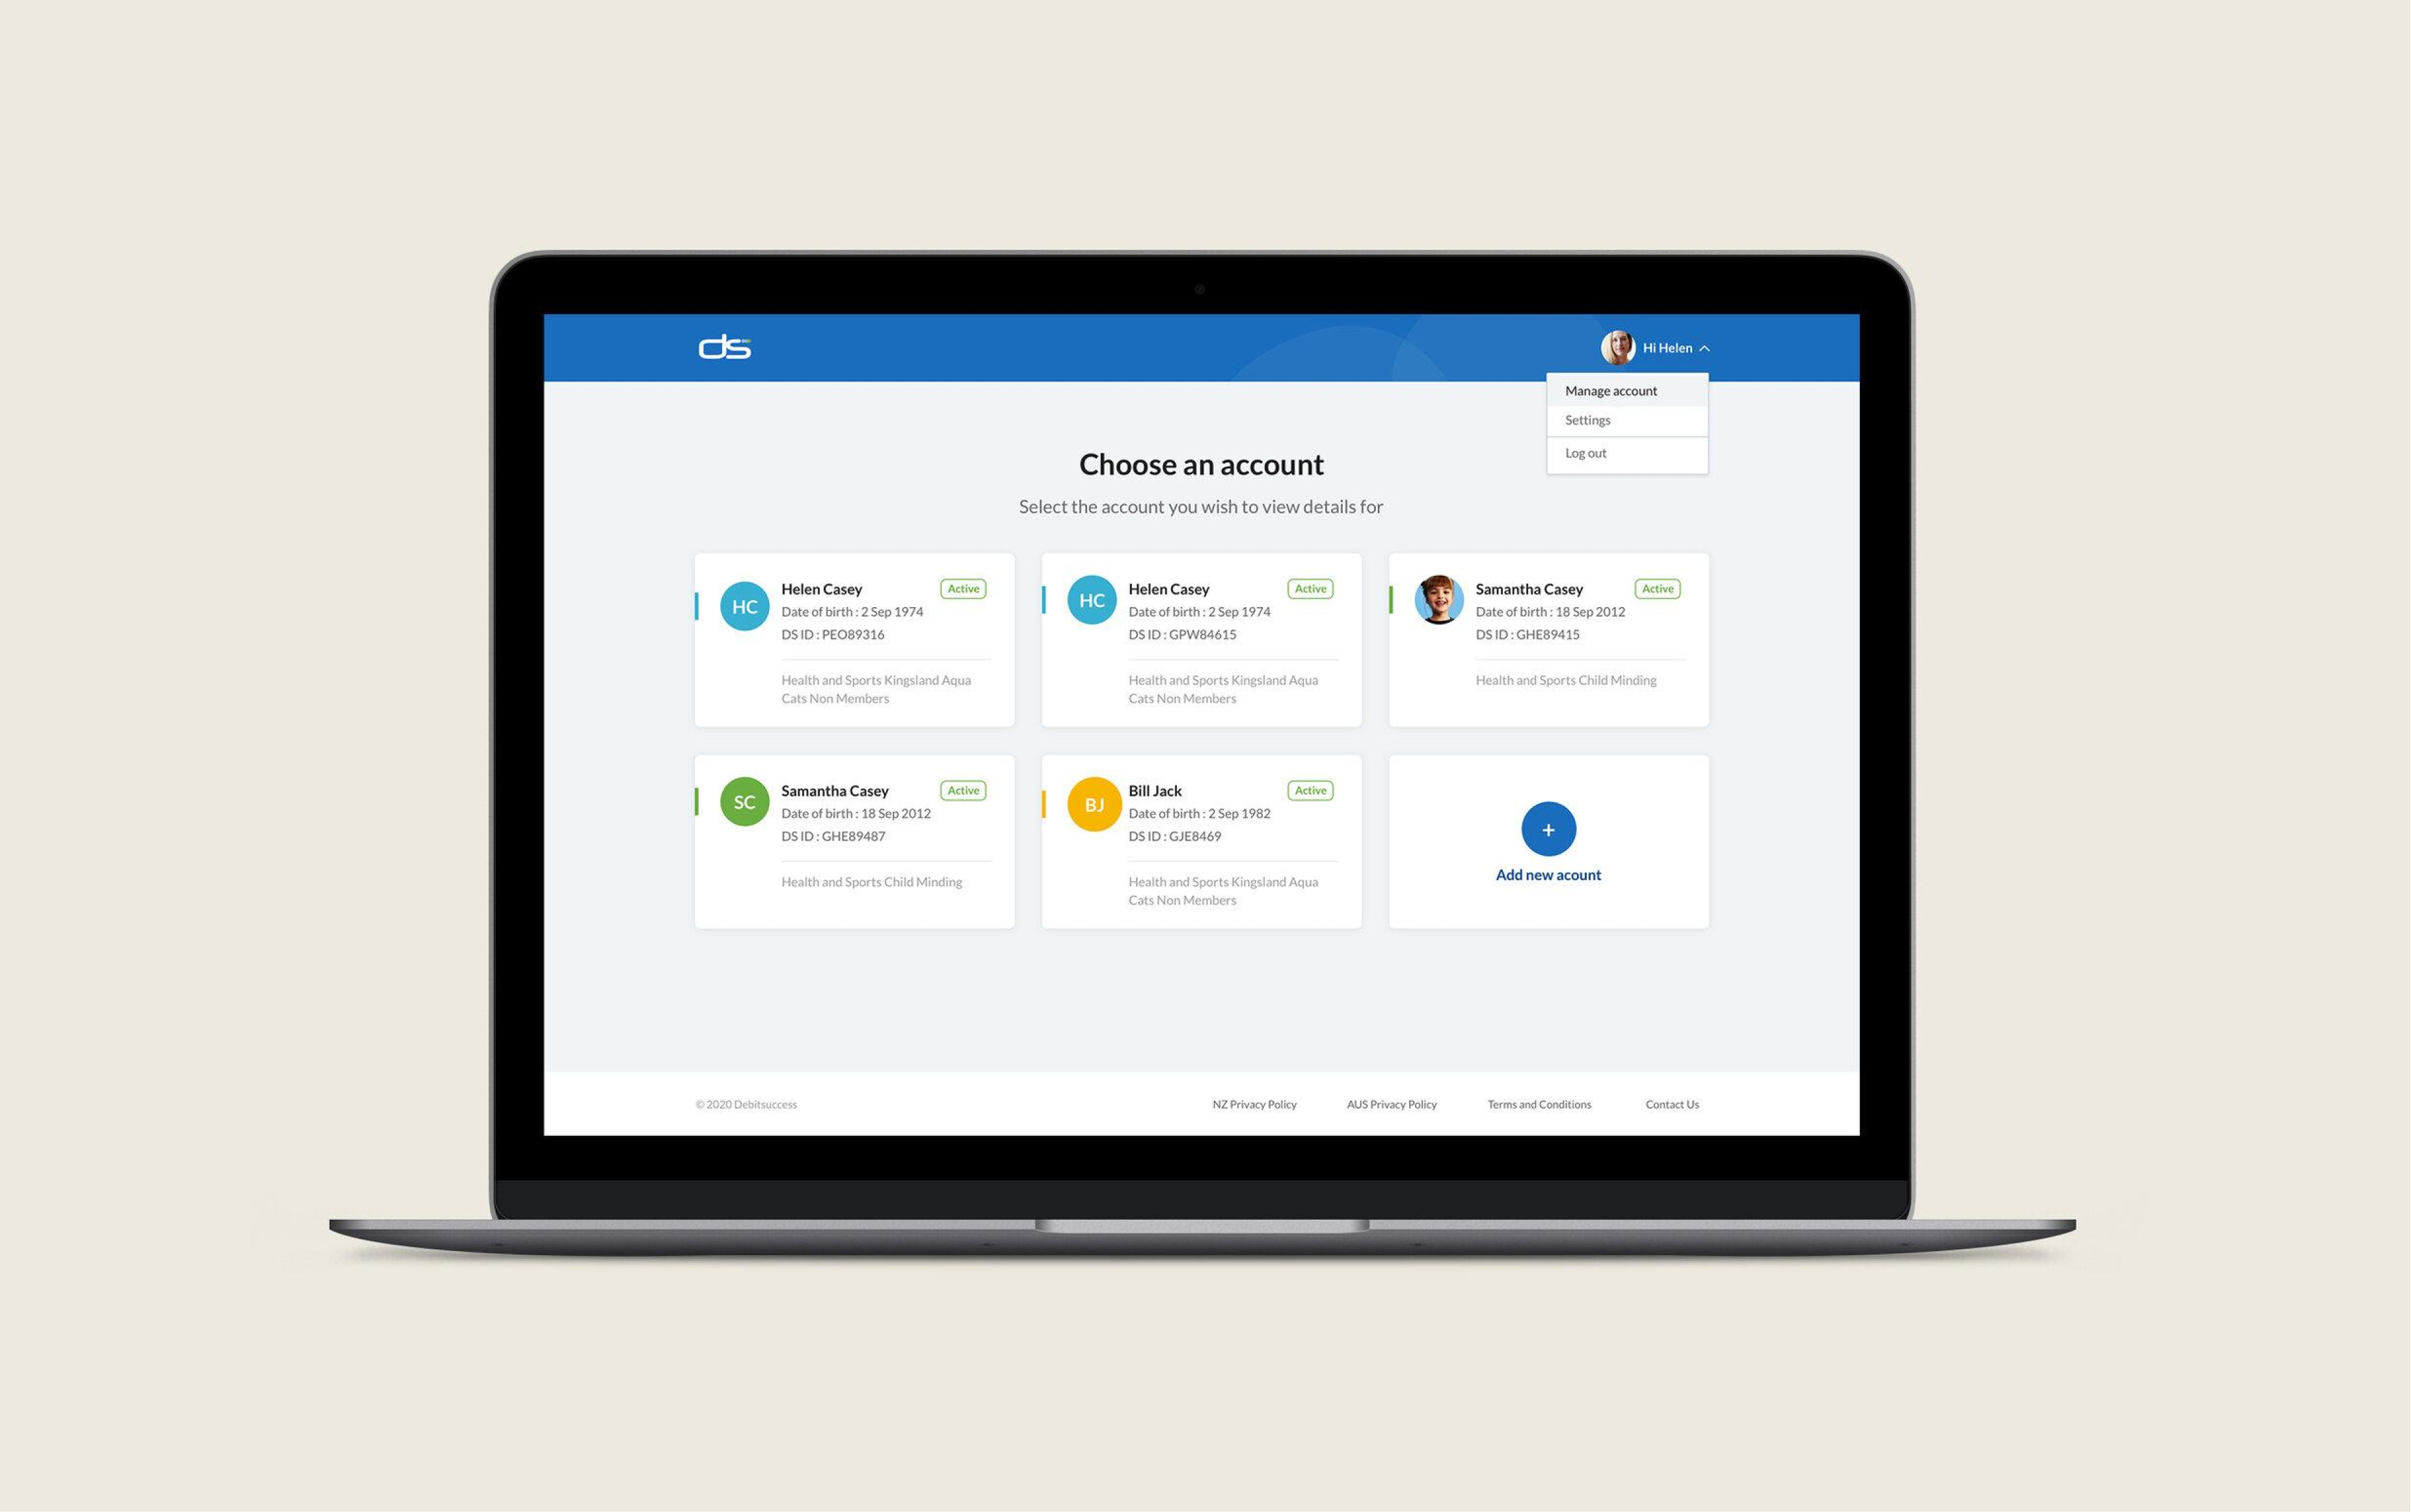 ds
Hi Helen
Manage account
Settings
Log out
Choose an account
Select the account you wish to view details for
HC
Helen Casey
Active
Date of birth : 2 Sep 1974
DS ID : PEO89316
Health and Sports Kingsland Aqua
Cats Non Members
HC
Helen Casey
Active
Date of birth : 2 Sep 1974
DS ID : GPW84615
Health and Sports Kingsland Aqua
Cats Non Members
Samantha Casey
Active
Date of birth : 18 Sep 2012
DS ID : GHE89415
Health and Sports Child Minding
SC
Samantha Casey
Active
Date of birth : 18 Sep 2012
DS ID : GHE89487
Health and Sports Child Minding
BJ
Bill Jack
Active
Date of birth : 2 Sep 1982
DS ID : GJE8469
Health and Sports Kingsland Aqua
Cats Non Members
+
Add new acount
© 2020 Debitsuccess
NZ Privacy Policy
AUS Privacy Policy
Terms and Conditions
Contact Us